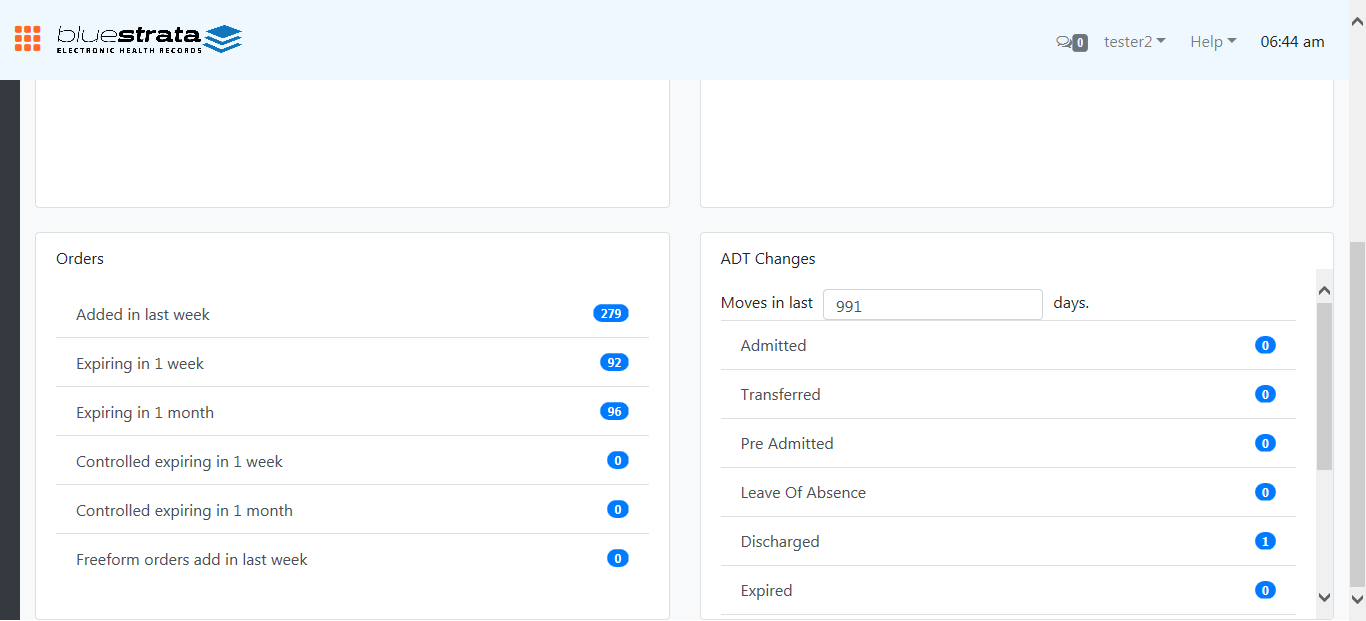 bluestrata
ELECTRONIC HEALTH RECORDS
0
tester2
Help
06:44 am
Orders
Added in last week 279
Expiring in 1 week 92
Expiring in 1 month 96
Controlled expiring in 1 week 0
Controlled expiring in 1 month 0
Freeform orders add in last week 0
ADT Changes
Moves in last 991 days.
Admitted 0
Transferred 0
Pre Admitted 0
Leave Of Absence 0
Discharged 1
Expired 0